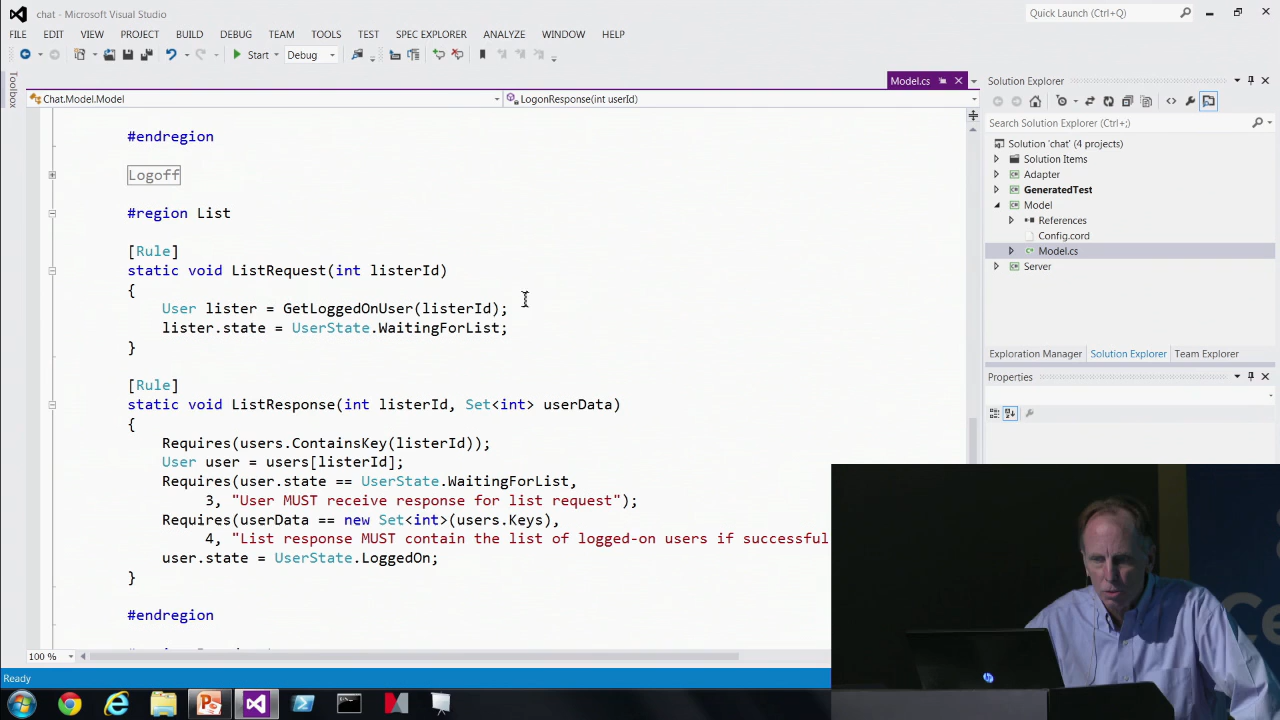 chat - Microsoft Visual Studio
Quick Launch (Ctrl+Q)
FILE EDIT VIEW PROJECT BUILD DEBUG TEAM TOOLS TEST SPEC EXPLORER ANALYZE WINDOW HELP
Start Debug
Toolbox
Model.cs
Chat.Model.Model
LogonResponse(int userId)
#endregion
Logoff
#region List
[Rule]
static void ListRequest(int listerId)
{
User lister = GetLoggedOnUser(listerId);
lister.state = UserState.WaitingForList;
}
[Rule]
static void ListResponse(int listerId, Set<int> userData)
{
Requires(users.ContainsKey(listerId));
User user = users[listerId];
Requires(user.state == UserState.WaitingForList,
3, "User MUST receive response for list request");
Requires(userData == new Set<int>(users.Keys),
4, "List response MUST contain the list of logged-on users if successful
user.state = UserState.LoggedOn;
}
#endregion
100 %
Ready
Solution Explorer
Search Solution Explorer (Ctrl+;)
Solution 'chat' (4 projects)
Solution Items
Adapter
GeneratedTest
Model
References
Config.cord
Model.cs
Server
Exploration Manager Solution Explorer Team Explorer
Properties
hp